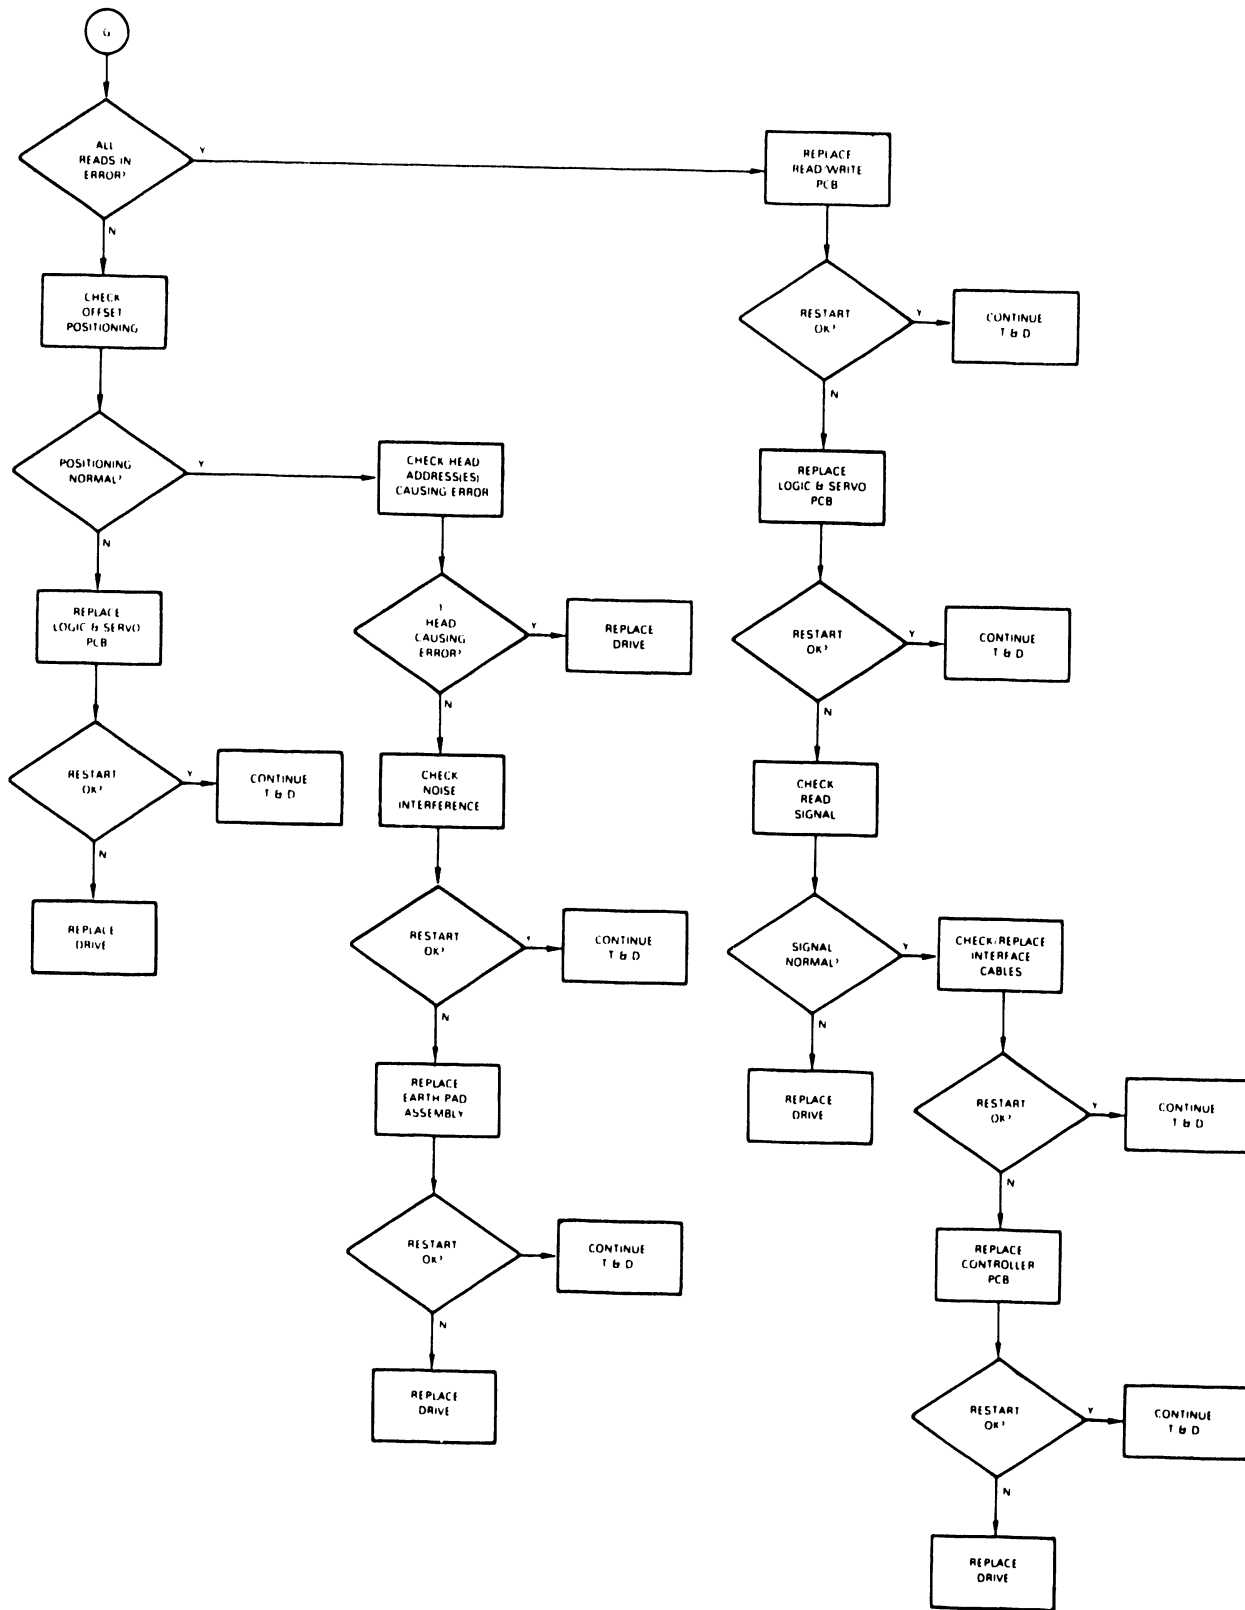 G
ALL
READS IN
ERROR?
Y
N
REPLACE
READ/WRITE
PCB
CHECK
OFFSET
POSITIONING
RESTART
OK?
Y
N
CONTINUE
T & D
POSITIONING
NORMAL?
Y
N
CHECK HEAD
ADDRESS(ES)
CAUSING ERROR
REPLACE
LOGIC & SERVO
PCB
REPLACE
LOGIC & SERVO
PCB
1
HEAD
CAUSING
ERROR?
Y
N
REPLACE
DRIVE
RESTART
OK?
Y
N
CONTINUE
T & D
RESTART
OK?
Y
N
CONTINUE
T & D
CHECK
NOISE
INTERFERENCE
CHECK
READ
SIGNAL
REPLACE
DRIVE
RESTART
OK?
Y
N
CONTINUE
T & D
SIGNAL
NORMAL?
Y
N
CHECK/REPLACE
INTERFACE
CABLES
REPLACE
EARTH PAD
ASSEMBLY
REPLACE
DRIVE
RESTART
OK?
Y
N
CONTINUE
T & D
RESTART
OK?
Y
N
CONTINUE
T & D
REPLACE
CONTROLLER
PCB
REPLACE
DRIVE
RESTART
OK?
Y
N
CONTINUE
T & D
REPLACE
DRIVE